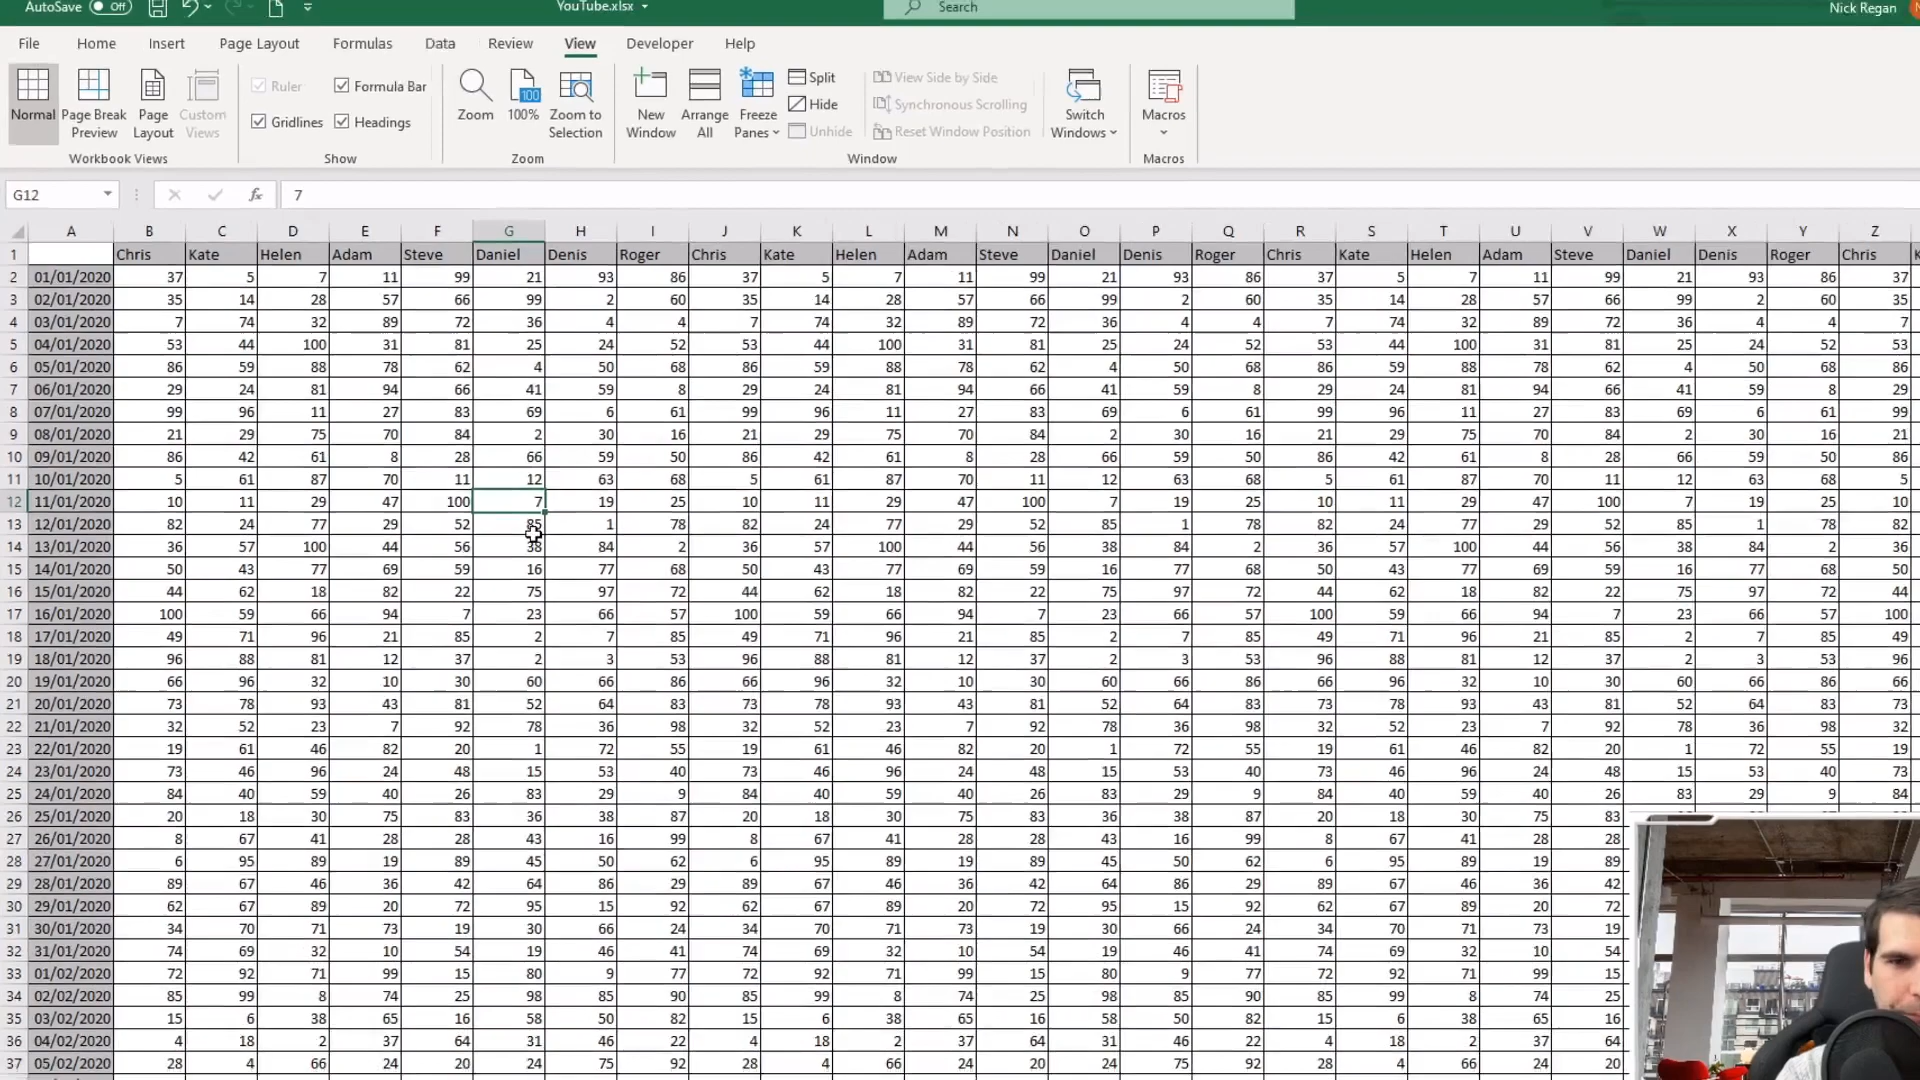 AutoSave Off YouTube.xlsx Search Nick Regan
File Home Insert Page Layout Formulas Data Review View Developer Help
Normal Page Break Preview Page Layout Custom Views Ruler Formula Bar Gridlines Headings Zoom 100 100% Zoom to Selection New Window Arrange All Freeze Panes Split Hide Unhide View Side by Side Synchronous Scrolling Reset Window Position Switch Windows Macros
Workbook Views Show Zoom Window Macros
G12 fx 7
A B C D E F G H I J K L M N O P Q R S T U V W X Y Z
1 Chris Kate Helen Adam Steve Daniel Denis Roger Chris Kate Helen Adam Steve Daniel Denis Roger Chris Kate Helen Adam Steve Daniel Denis Roger Chris K
2 01/01/2020 37 5 7 11 99 21 93 86 37 5 7 11 99 21 93 86 37 5 7 11 99 21 93 86 37
3 02/01/2020 35 14 28 57 66 99 2 60 35 14 28 57 66 99 2 60 35 14 28 57 66 99 2 60 35
4 03/01/2020 7 74 32 89 72 36 4 4 7 74 32 89 72 36 4 4 7 74 32 89 72 36 4 4 7
5 04/01/2020 53 44 100 31 81 25 24 52 53 44 100 31 81 25 24 52 53 44 100 31 81 25 24 52 53
6 05/01/2020 86 59 88 78 62 4 50 68 86 59 88 78 62 4 50 68 86 59 88 78 62 4 50 68 86
7 06/01/2020 29 24 81 94 66 41 59 8 29 24 81 94 66 41 59 8 29 24 81 94 66 41 59 8 29
8 07/01/2020 99 96 11 27 83 69 6 61 99 96 11 27 83 69 6 61 99 96 11 27 83 69 6 61 99
9 08/01/2020 21 29 75 70 84 2 30 16 21 29 75 70 84 2 30 16 21 29 75 70 84 2 30 16 21
10 09/01/2020 86 42 61 8 28 66 59 50 86 42 61 8 28 66 59 50 86 42 61 8 28 66 59 50 86
11 10/01/2020 5 61 87 70 11 12 63 68 5 61 87 70 11 12 63 68 5 61 87 70 11 12 63 68 5
12 11/01/2020 10 11 29 47 100 7 19 25 10 11 29 47 100 7 19 25 10 11 29 47 100 7 19 25 10
13 12/01/2020 82 24 77 29 52 85 1 78 82 24 77 29 52 85 1 78 82 24 77 29 52 85 1 78 82
14 13/01/2020 36 57 100 44 56 38 84 2 36 57 100 44 56 38 84 2 36 57 100 44 56 38 84 2 36
15 14/01/2020 50 43 77 69 59 16 77 68 50 43 77 69 59 16 77 68 50 43 77 69 59 16 77 68 50
16 15/01/2020 44 62 18 82 22 75 97 72 44 62 18 82 22 75 97 72 44 62 18 82 22 75 97 72 44
17 16/01/2020 100 59 66 94 7 23 66 57 100 59 66 94 7 23 66 57 100 59 66 94 7 23 66 57 100
18 17/01/2020 49 71 96 21 85 2 7 85 49 71 96 21 85 2 7 85 49 71 96 21 85 2 7 85 49
19 18/01/2020 96 88 81 12 37 2 3 53 96 88 81 12 37 2 3 53 96 88 81 12 37 2 3 53 96
20 19/01/2020 66 96 32 10 30 60 66 86 66 96 32 10 30 60 66 86 66 96 32 10 30 60 66 86 66
21 20/01/2020 73 78 93 43 81 52 64 83 73 78 93 43 81 52 64 83 73 78 93 43 81 52 64 83 73
22 21/01/2020 32 52 23 7 92 78 36 98 32 52 23 7 92 78 36 98 32 52 23 7 92 78 36 98 32
23 22/01/2020 19 61 46 82 20 1 72 55 19 61 46 82 20 1 72 55 19 61 46 82 20 1 72 55 19
24 23/01/2020 73 46 96 24 48 15 53 40 73 46 96 24 48 15 53 40 73 46 96 24 48 15 53 40 73
25 24/01/2020 84 40 59 40 26 83 29 9 84 40 59 40 26 83 29 9 84 40 59 40 26 83 29 9 84
26 25/01/2020 20 18 30 75 83 36 38 87 20 18 30 75 83 36 38 87 20 18 30 75 83
27 26/01/2020 8 67 41 28 28 43 16 99 8 67 41 28 28 43 16 99 8 67 41 28 28
28 27/01/2020 6 95 89 19 89 45 50 62 6 95 89 19 89 45 50 62 6 95 89 19 89
29 28/01/2020 89 67 46 36 42 64 86 29 89 67 46 36 42 64 86 29 89 67 46 36 42
30 29/01/2020 62 67 89 20 72 95 15 92 62 67 89 20 72 95 15 92 62 67 89 20 72
31 30/01/2020 34 70 71 73 19 30 66 24 34 70 71 73 19 30 66 24 34 70 71 73 19
32 31/01/2020 74 69 32 10 54 19 46 41 74 69 32 10 54 19 46 41 74 69 32 10 54
33 01/02/2020 72 92 71 99 15 80 9 77 72 92 71 99 15 80 9 77 72 92 71 99 15
34 02/02/2020 85 99 8 74 25 98 85 90 85 99 8 74 25 98 85 90 85 99 8 74 25
35 03/02/2020 15 6 38 65 16 58 50 82 15 6 38 65 16 58 50 82 15 6 38 65 16
36 04/02/2020 4 18 2 37 64 31 46 22 4 18 2 37 64 31 46 22 4 18 2 37 64
37 05/02/2020 28 4 66 24 20 24 75 92 28 4 66 24 20 24 75 92 28 4 66 24 20